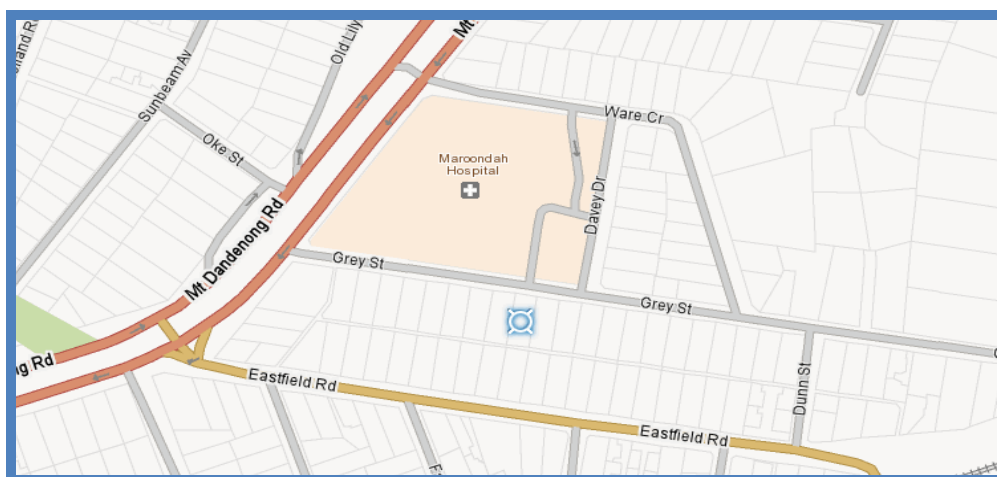 Sunbeam Av
Old Lily
Mt
Oke St
Maroondah
Hospital
Ware Cr
Davey Dr
Mt Dandenong Rd
Grey St
Grey St
Rd
Eastfield Rd
Eastfield Rd
Dunn St